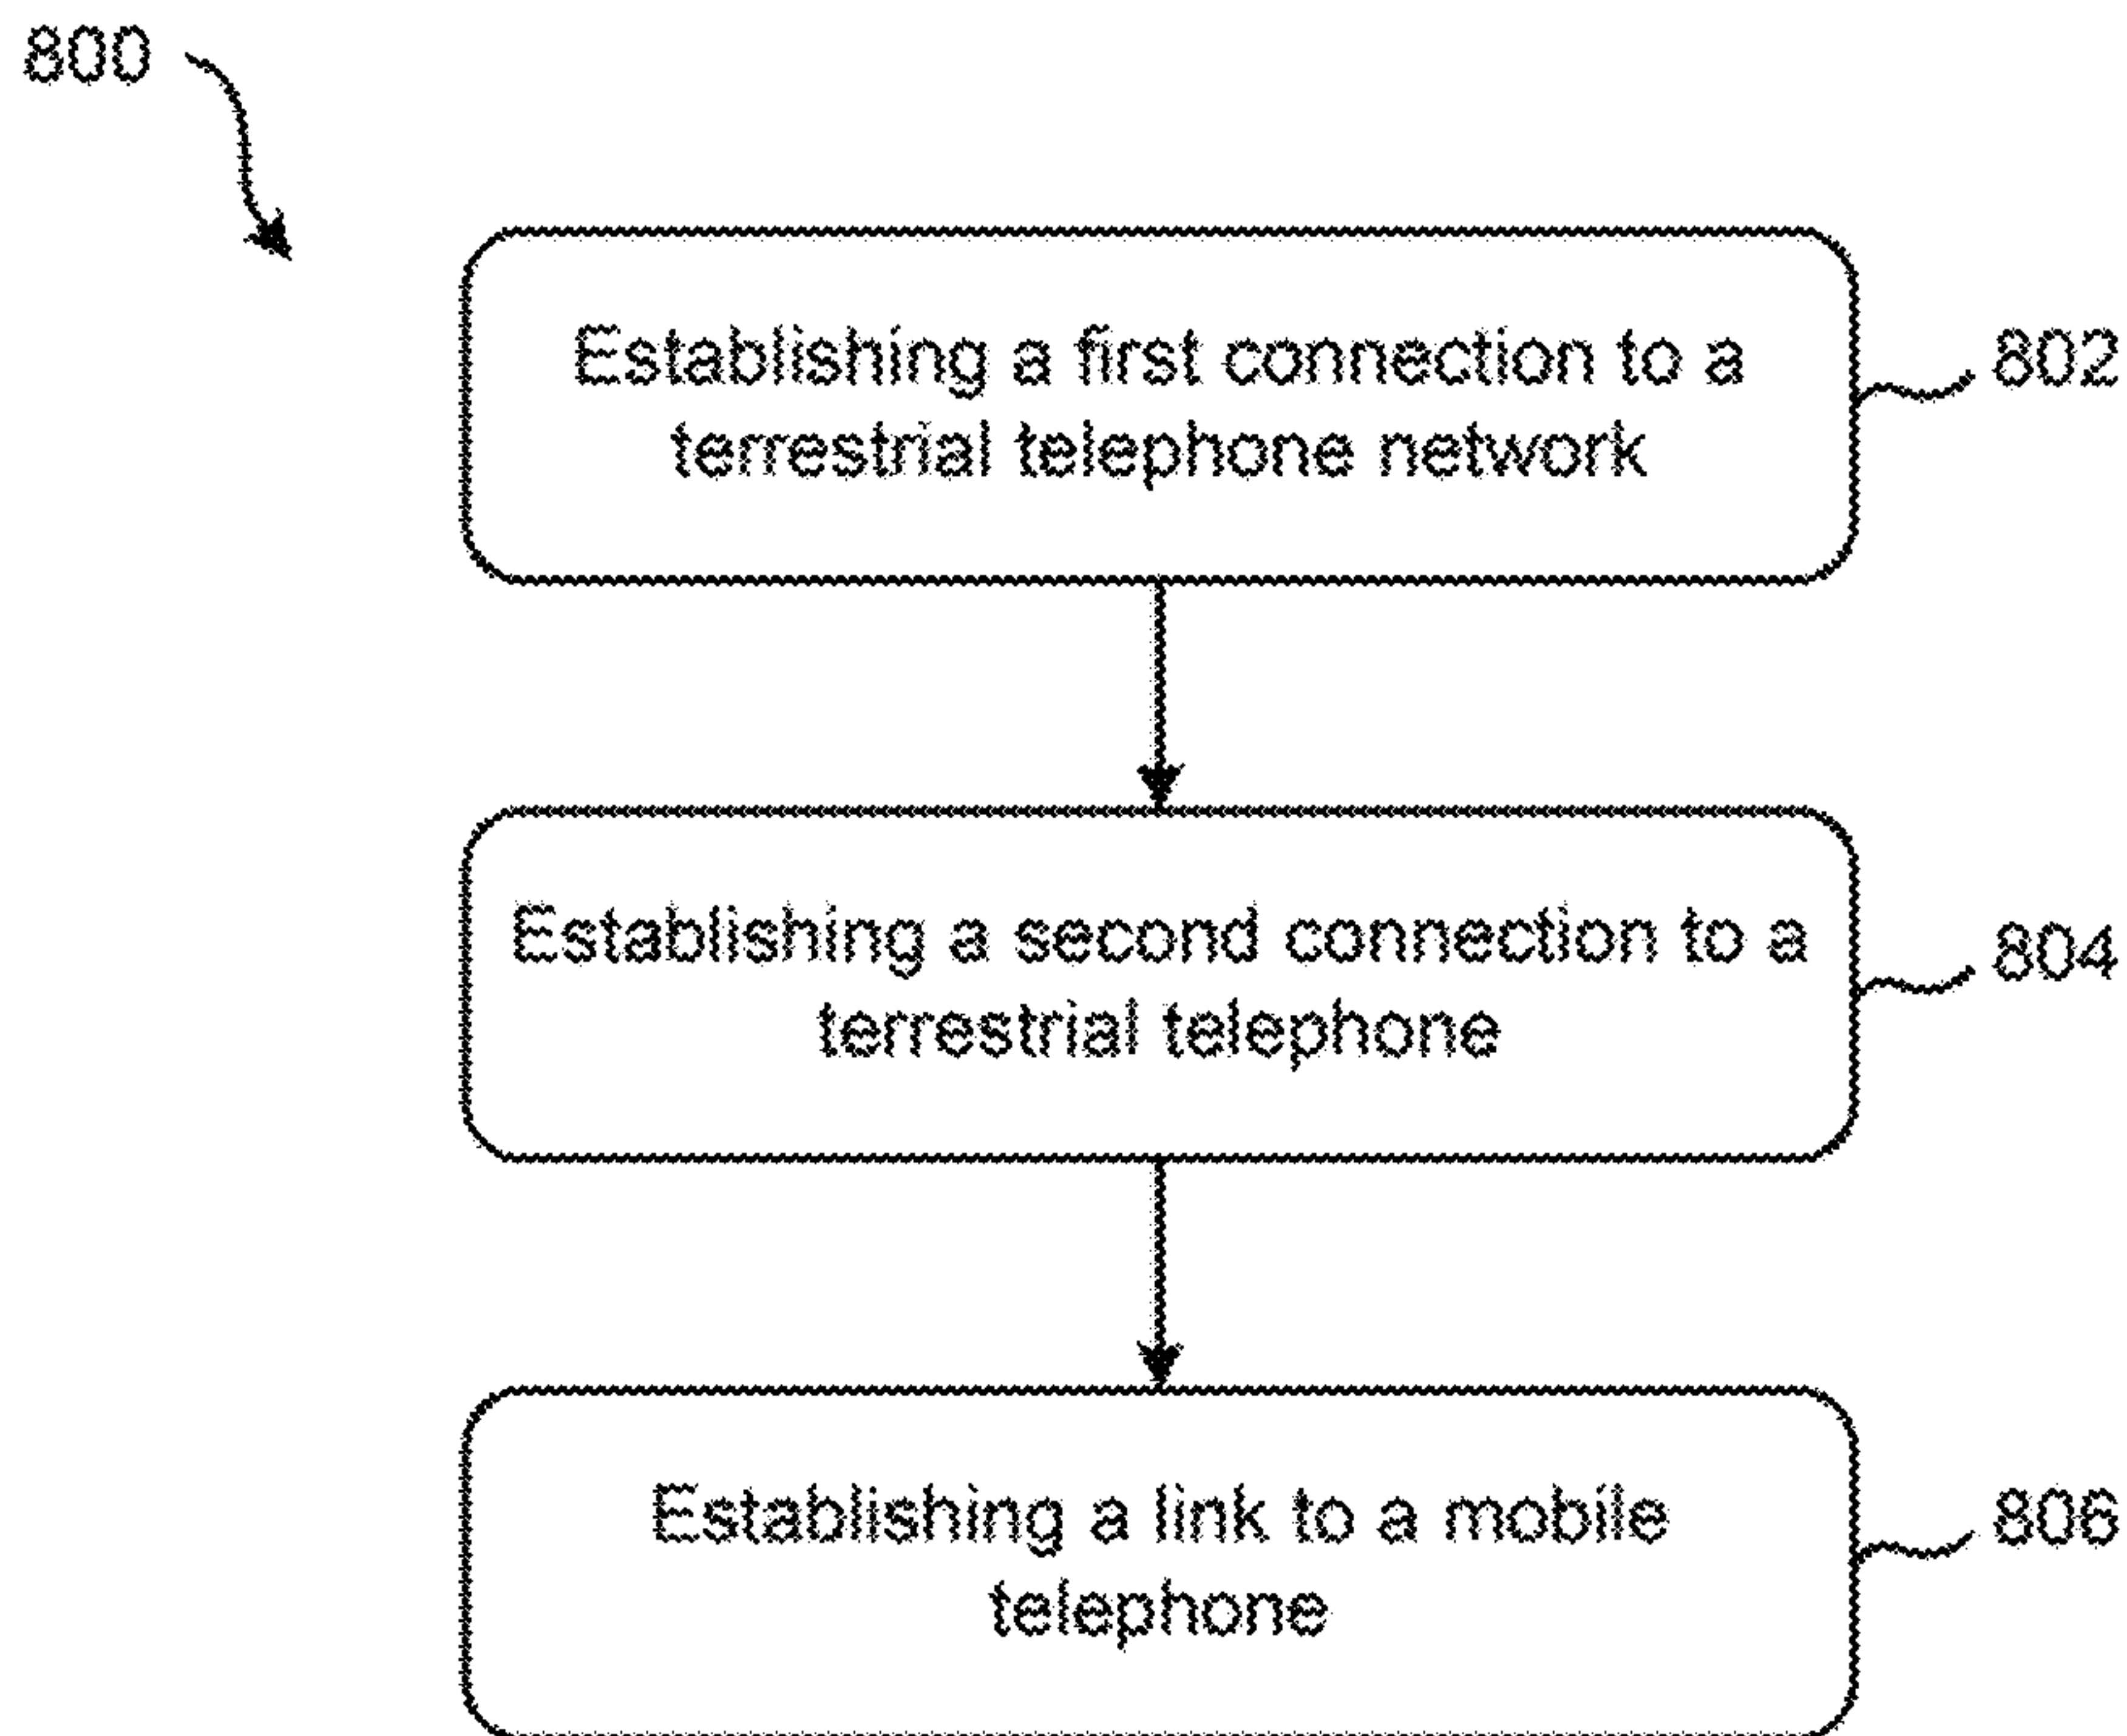 800
Establishing a first connection to a
terrestrial telephone network
802
Establishing a second connection to a
terrestrial telephone
804
Establishing a link to a mobile
telephone
806